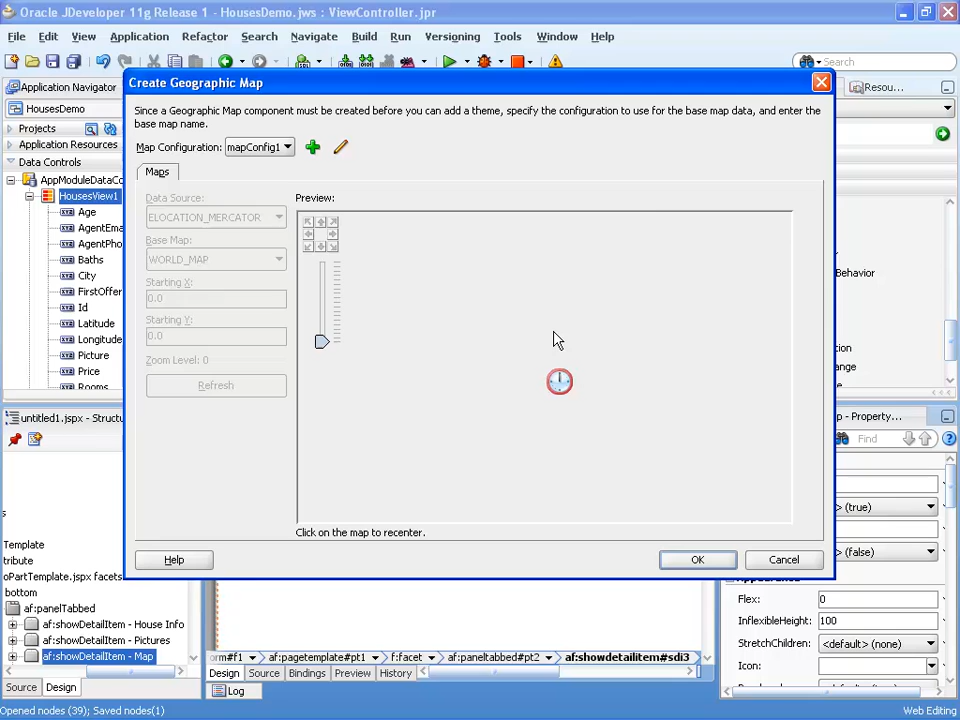 Oracle JDeveloper 11g Release 1 - HousesDemo.jws : ViewController.jpr
File Edit View Application Refactor Search Navigate Build Run Versioning Tools Window Help
Search
Application Navigator
HousesDemo
Projects
Application Resources
Data Controls
AppModuleDataCo
HousesView1
Age
AgentEma
AgentPho
Baths
City
FirstOffer
Id
Latitude
Longitude
Picture
Price
Rooms
Create Geographic Map
Since a Geographic Map component must be created before you can add a theme, specify the configuration to use for the base map data, and enter the
base map name.
Map Configuration: mapConfig1
Maps
Data Source:
ELOCATION_MERCATOR
Base Map:
WORLD_MAP
Starting X:
0.0
Starting Y:
0.0
Zoom Level: 0
Refresh
Preview:
Click on the map to recenter.
Help
OK
Cancel
Resou...
Behavior
ition
ange
e
untitled1.jspx - Structu
Template
tribute
oPartTemplate.jspx facets
bottom
af:panelTabbed
af:showDetailItem - House Info
af:showDetailItem - Pictures
af:showDetailItem - Map
Source Design
orm#f1 af:pagetemplate#pt1 f:facet af:paneltabbed#pt2 af:showdetailitem#sdi3
Design Source Bindings Preview History
Log
p - Property...
Find
> (true)
> (false)
Appearance
Flex: 0
InflexibleHeight: 100
StretchChildren: <default> (none)
Icon:
Opened nodes (39); Saved nodes(1)
Web Editing